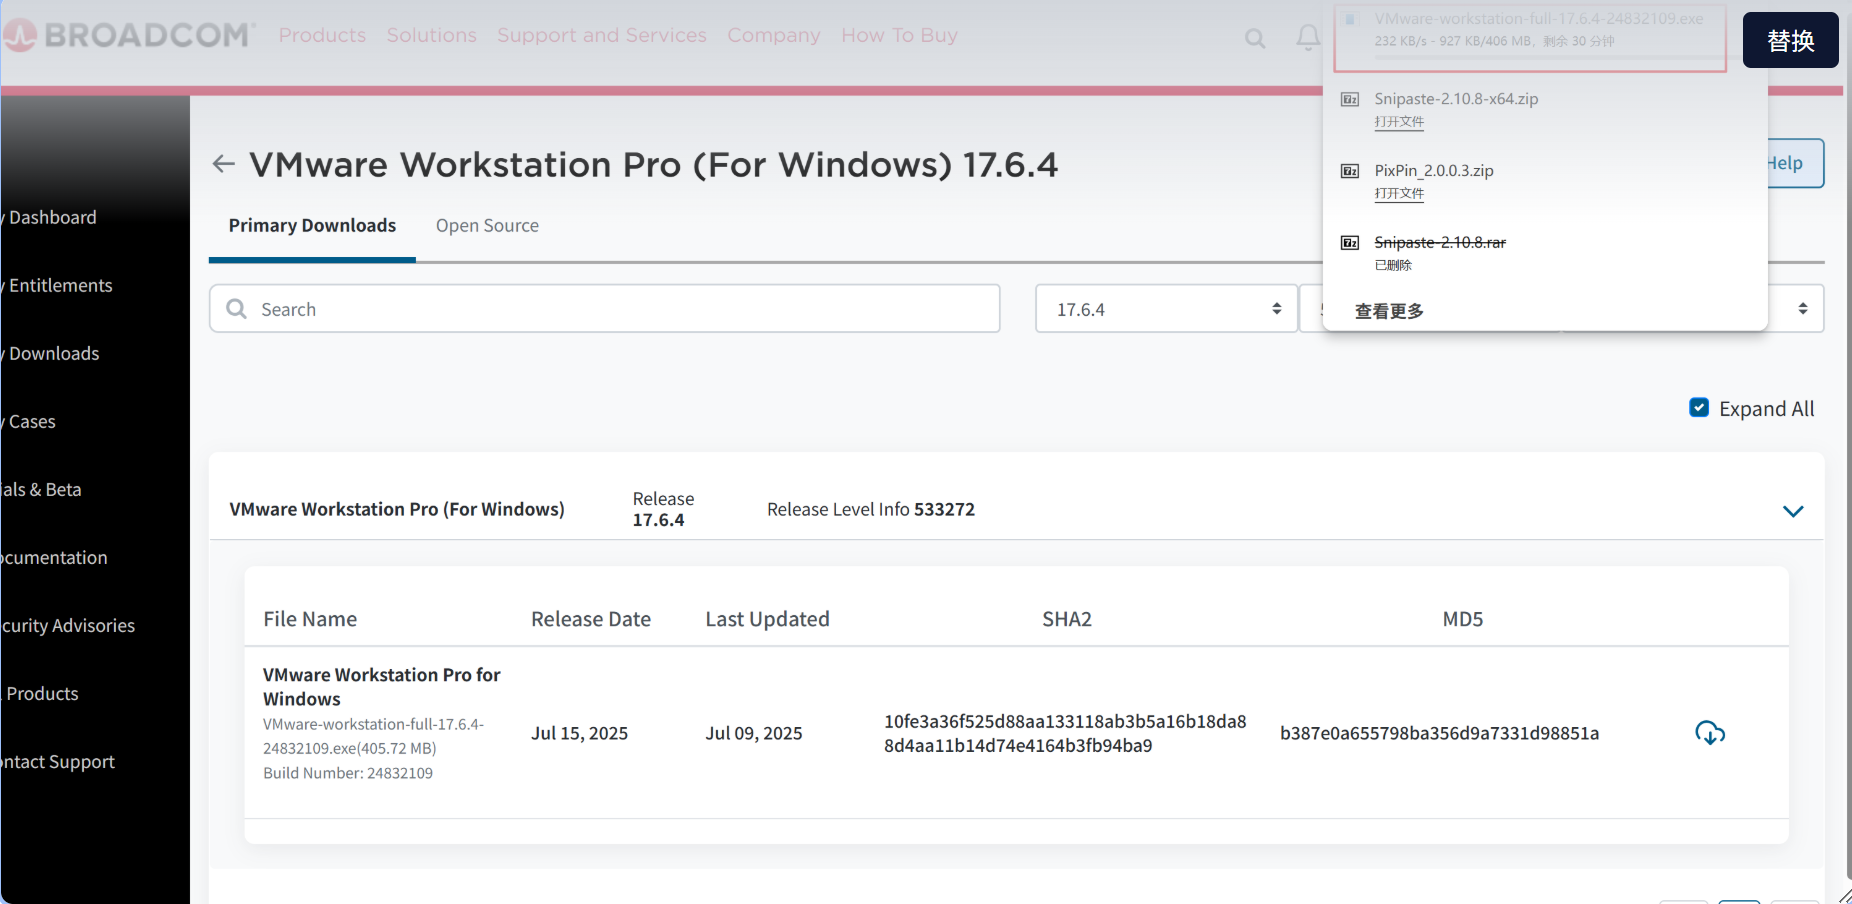 BROADCOM®
Products Solutions Support and Services Company How To Buy
VMware-workstation-full-17.6.4-24832109.exe
232 KB/s - 927 KB/406 MB，剩余 30 分钟
替换
Snipaste-2.10.8-x64.zip
打开文件
PixPin_2.0.0.3.zip
打开文件
Snipaste-2.10.8.rar
已删除
查看更多
Help
y Dashboard
y Entitlements
y Downloads
y Cases
ials & Beta
ocumentation
curity Advisories
Products
ntact Support
VMware Workstation Pro (For Windows) 17.6.4
Primary Downloads Open Source
Search
17.6.4
Expand All
VMware Workstation Pro (For Windows)
Release
17.6.4
Release Level Info 533272
File Name Release Date Last Updated SHA2 MD5
VMware Workstation Pro for
Windows
VMware-workstation-full-17.6.4-
24832109.exe(405.72 MB)
Build Number: 24832109
Jul 15, 2025
Jul 09, 2025
10fe3a36f525d88aa133118ab3b5a16b18da8
8d4aa11b14d74e4164b3fb94ba9
b387e0a655798ba356d9a7331d98851a